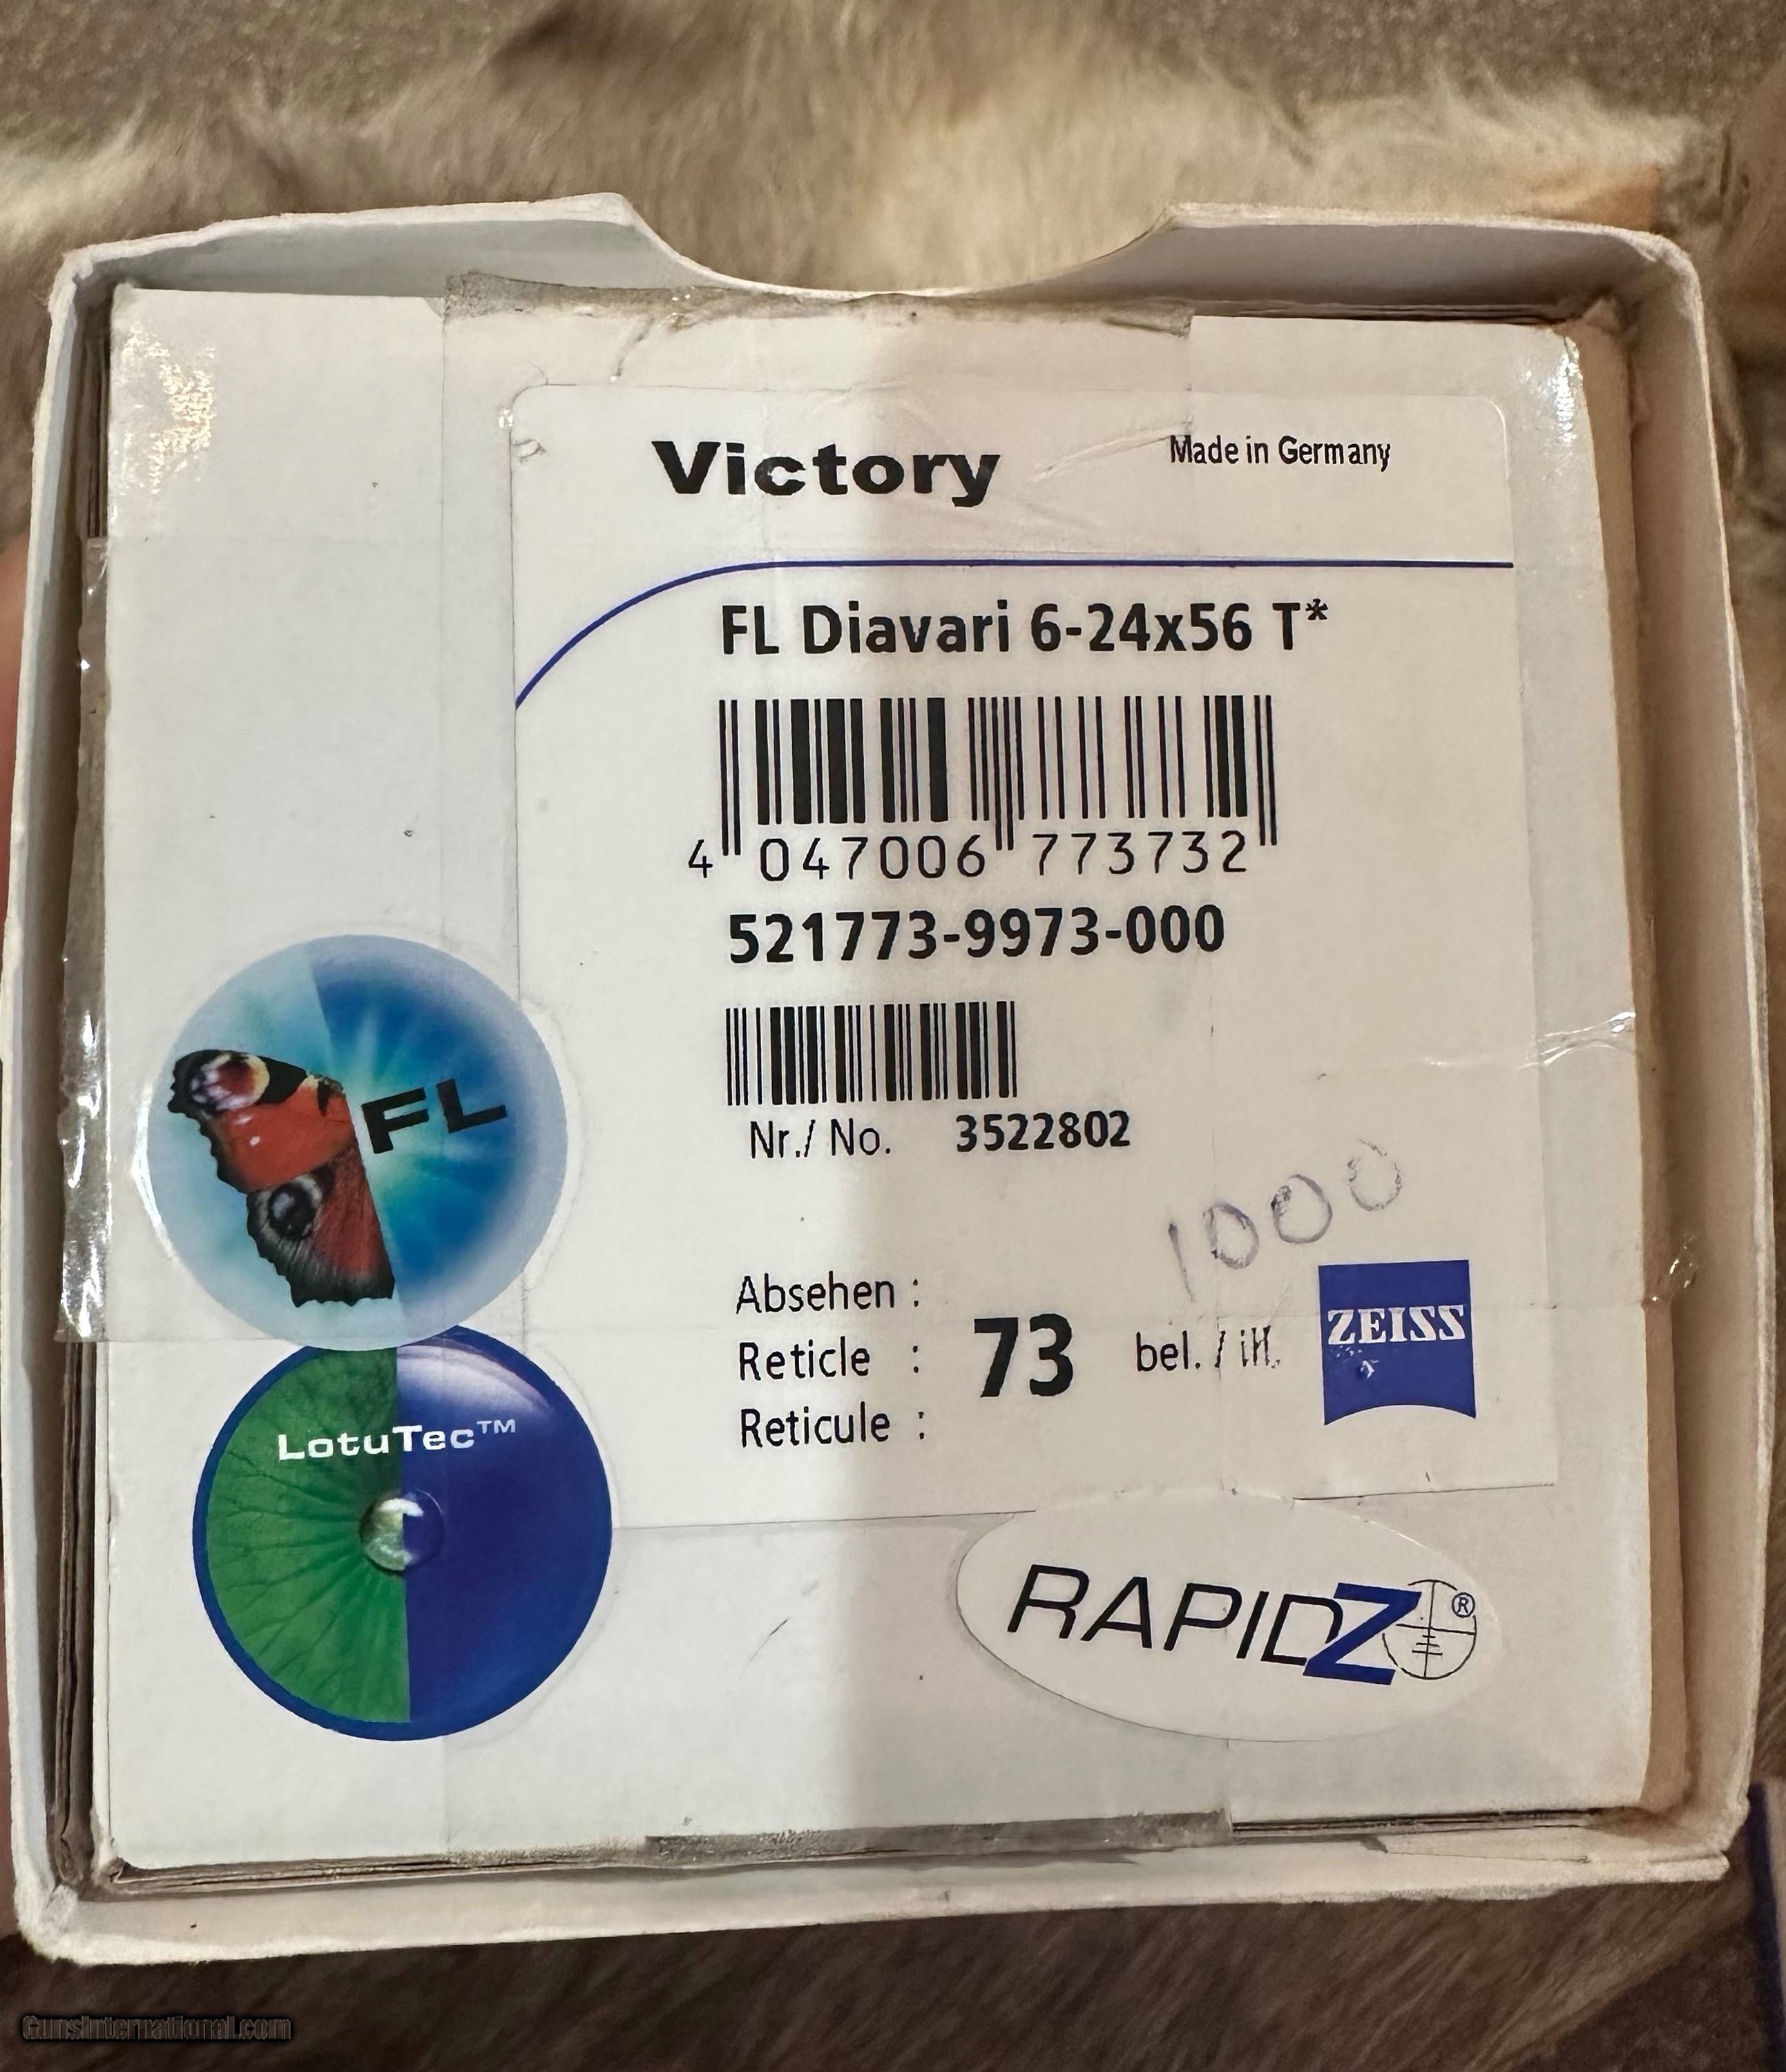 Victory
Made in Germany
FL Diavari 6-24x56 T*
4 047006 773732
521773-9973-000
FL
Nr./ No. 3522802
1000
Absehen :
Reticle : 73 bel. / ill.
Reticule :
ZEISS
LotuTec™
RAPIDZ®
GunsInternational.com